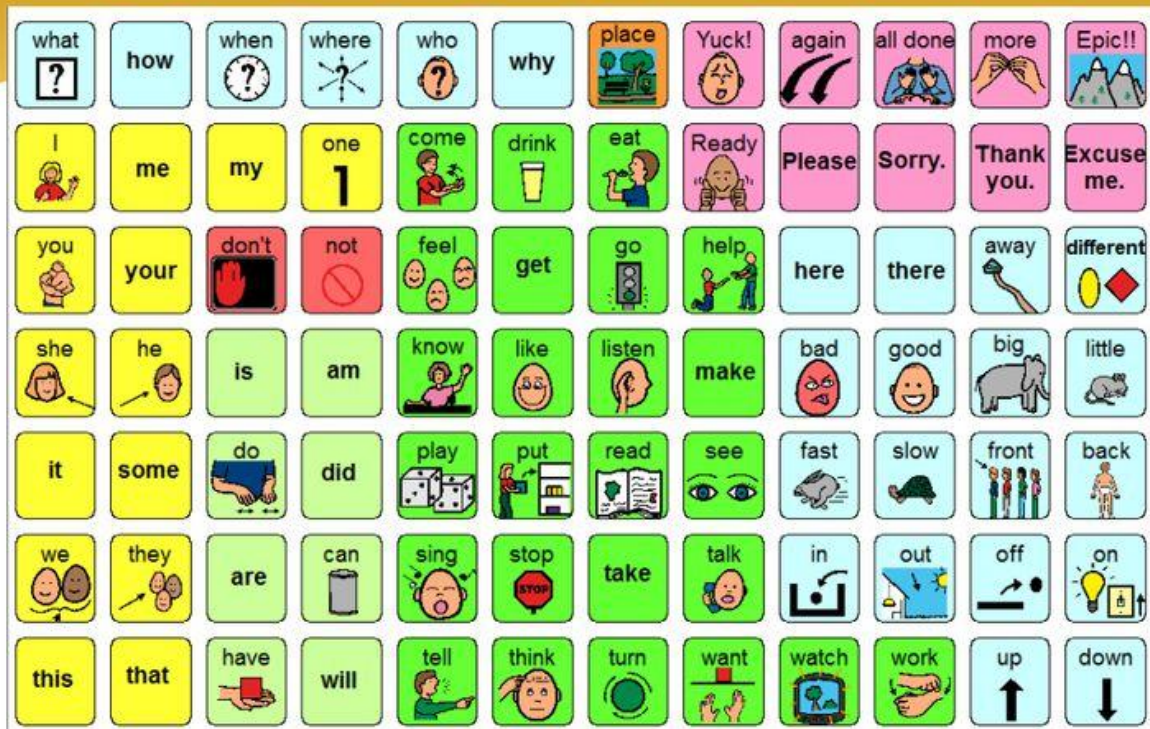 what how when where who why place Yuck! again all done more Epic!!
I me my one come drink eat Ready Please Sorry. Thank you. Excuse me.
you your don't not feel get go help here there away different
she he is am know like listen make bad good big little
it some do did play put read see fast slow front back
we they are can sing stop STOP take talk in out off on
this that have will tell think turn want watch work up down